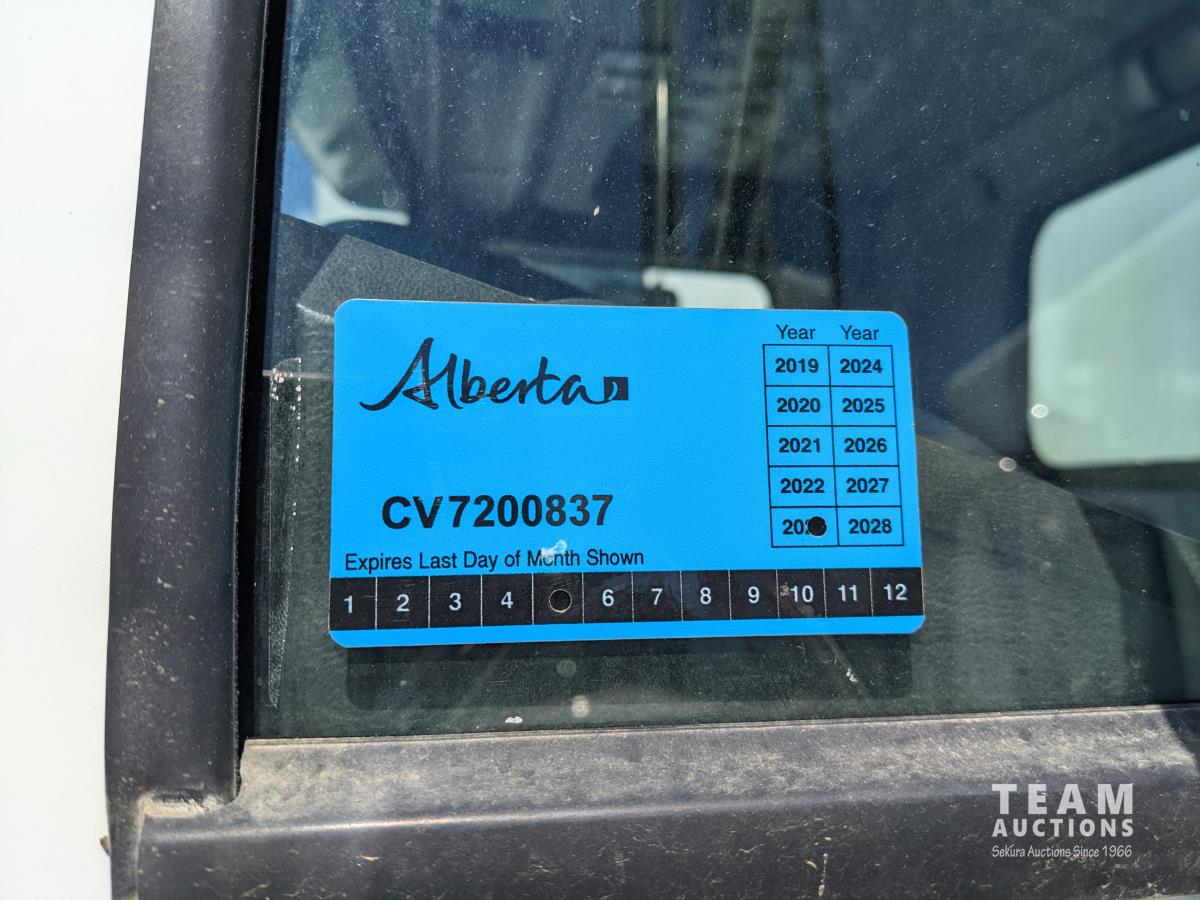 Alberta
Year Year
2019 2024
2020 2025
2021 2026
2022 2027
202 2028
CV7200837
Expires Last Day of Month Shown
1 2 3 4 6 7 8 9 10 11 12
TEAM
AUCTIONS
Sekura Auctions Since 1966